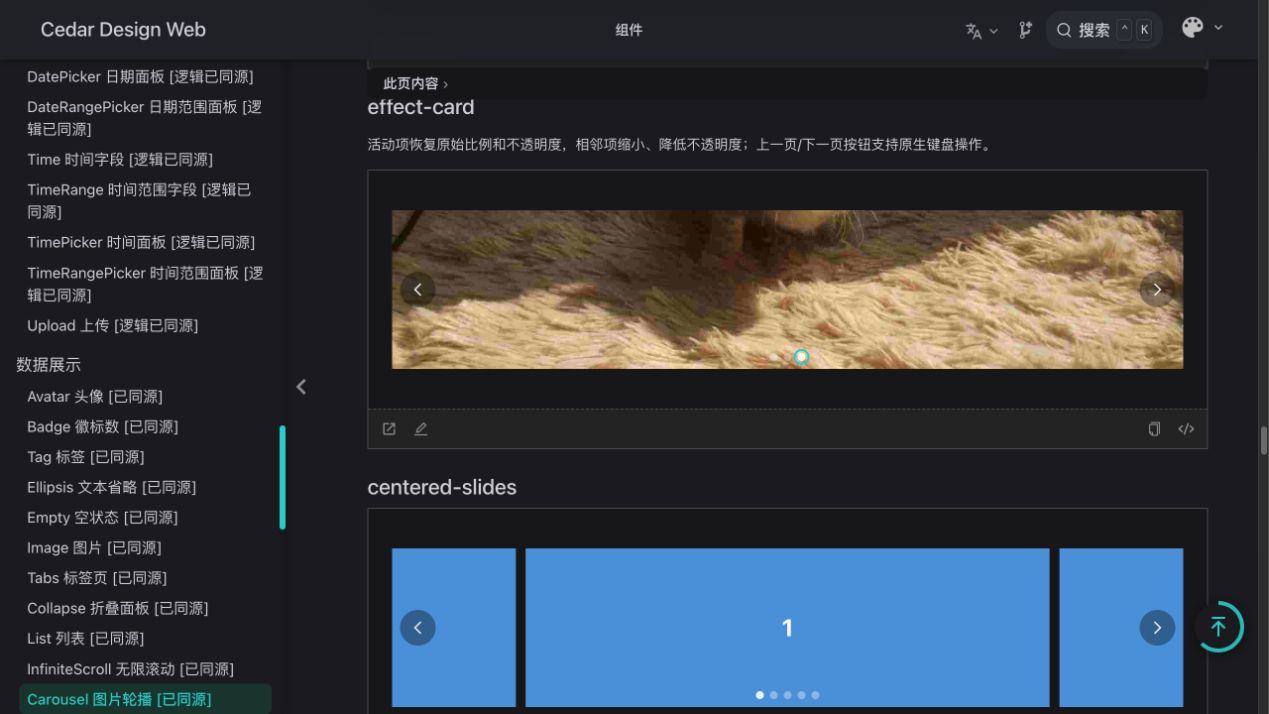 Cedar Design Web
组件
搜索 ^ K
DatePicker 日期面板 [逻辑已同源]
DateRangePicker 日期范围面板 [逻
辑已同源]
Time 时间字段 [逻辑已同源]
TimeRange 时间范围字段 [逻辑已
同源]
TimePicker 时间面板 [逻辑已同源]
TimeRangePicker 时间范围面板 [逻
辑已同源]
Upload 上传 [逻辑已同源]
数据展示
Avatar 头像 [已同源]
Badge 徽标数 [已同源]
Tag 标签 [已同源]
Ellipsis 文本省略 [已同源]
Empty 空状态 [已同源]
Image 图片 [已同源]
Tabs 标签页 [已同源]
Collapse 折叠面板 [已同源]
List 列表 [已同源]
InfiniteScroll 无限滚动 [已同源]
Carousel 图片轮播 [已同源]
此页内容 ›
effect-card
活动项恢复原始比例和不透明度，相邻项缩小、降低不透明度；上一页/下一页按钮支持原生键盘操作。
centered-slides
1